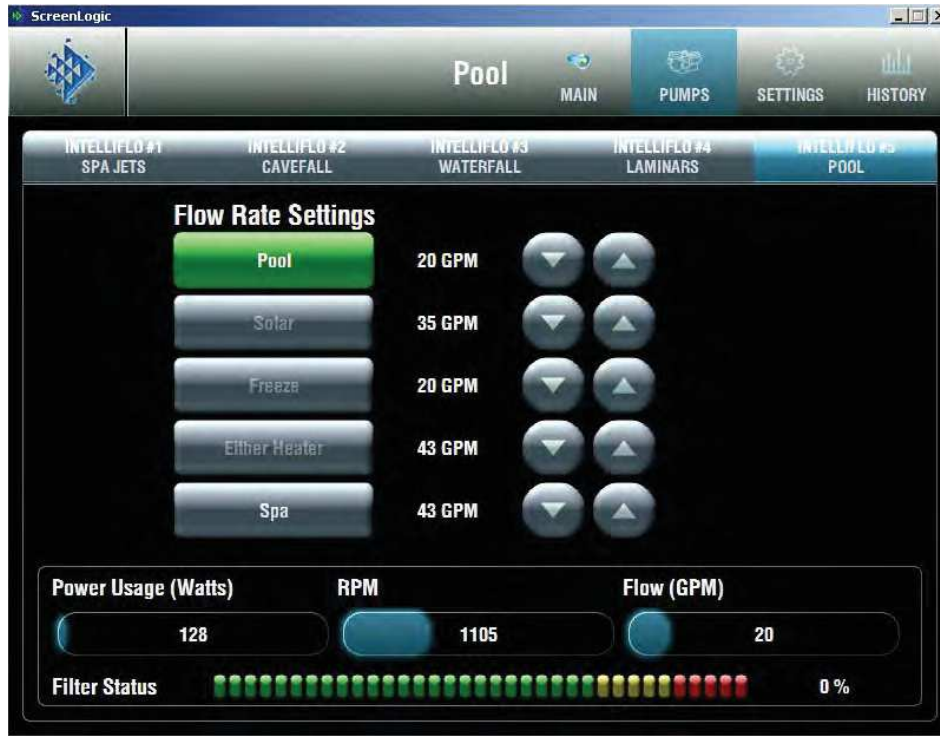 ScreenLogic
Pool
MAIN PUMPS SETTINGS HISTORY
INTELLIFLO #1 INTELLIFLO #2 INTELLIFLO #3 INTELLIFLO #4 INTELLIFLO #5
SPA JETS CAVEFALL WATERFALL LAMINARS POOL
Flow Rate Settings
Pool 20 GPM
Solar 35 GPM
Freeze 20 GPM
Either Heater 43 GPM
Spa 43 GPM
Power Usage (Watts) RPM Flow (GPM)
128 1105 20
Filter Status 0 %